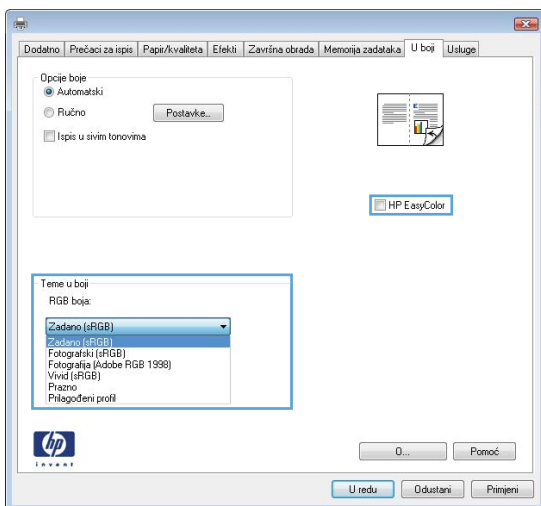 Dodatno Prečaci za ispis Papir/kvaliteta Efekti Završna obrada Memorija zadataka U boji Usluge
Opcije boje
Automatski
Ručno Postavke...
Ispis u sivim tonovima
HP EasyColor
Teme u boji
RGB boja:
Zadano (sRGB)
Zadano (sRGB)
Fotografski (sRGB)
Fotografija (Adobe RGB 1998)
Vivid (sRGB)
Prazno
Prilagođeni profil
hp
invent
O... Pomoć
U redu Odustani Primjeni